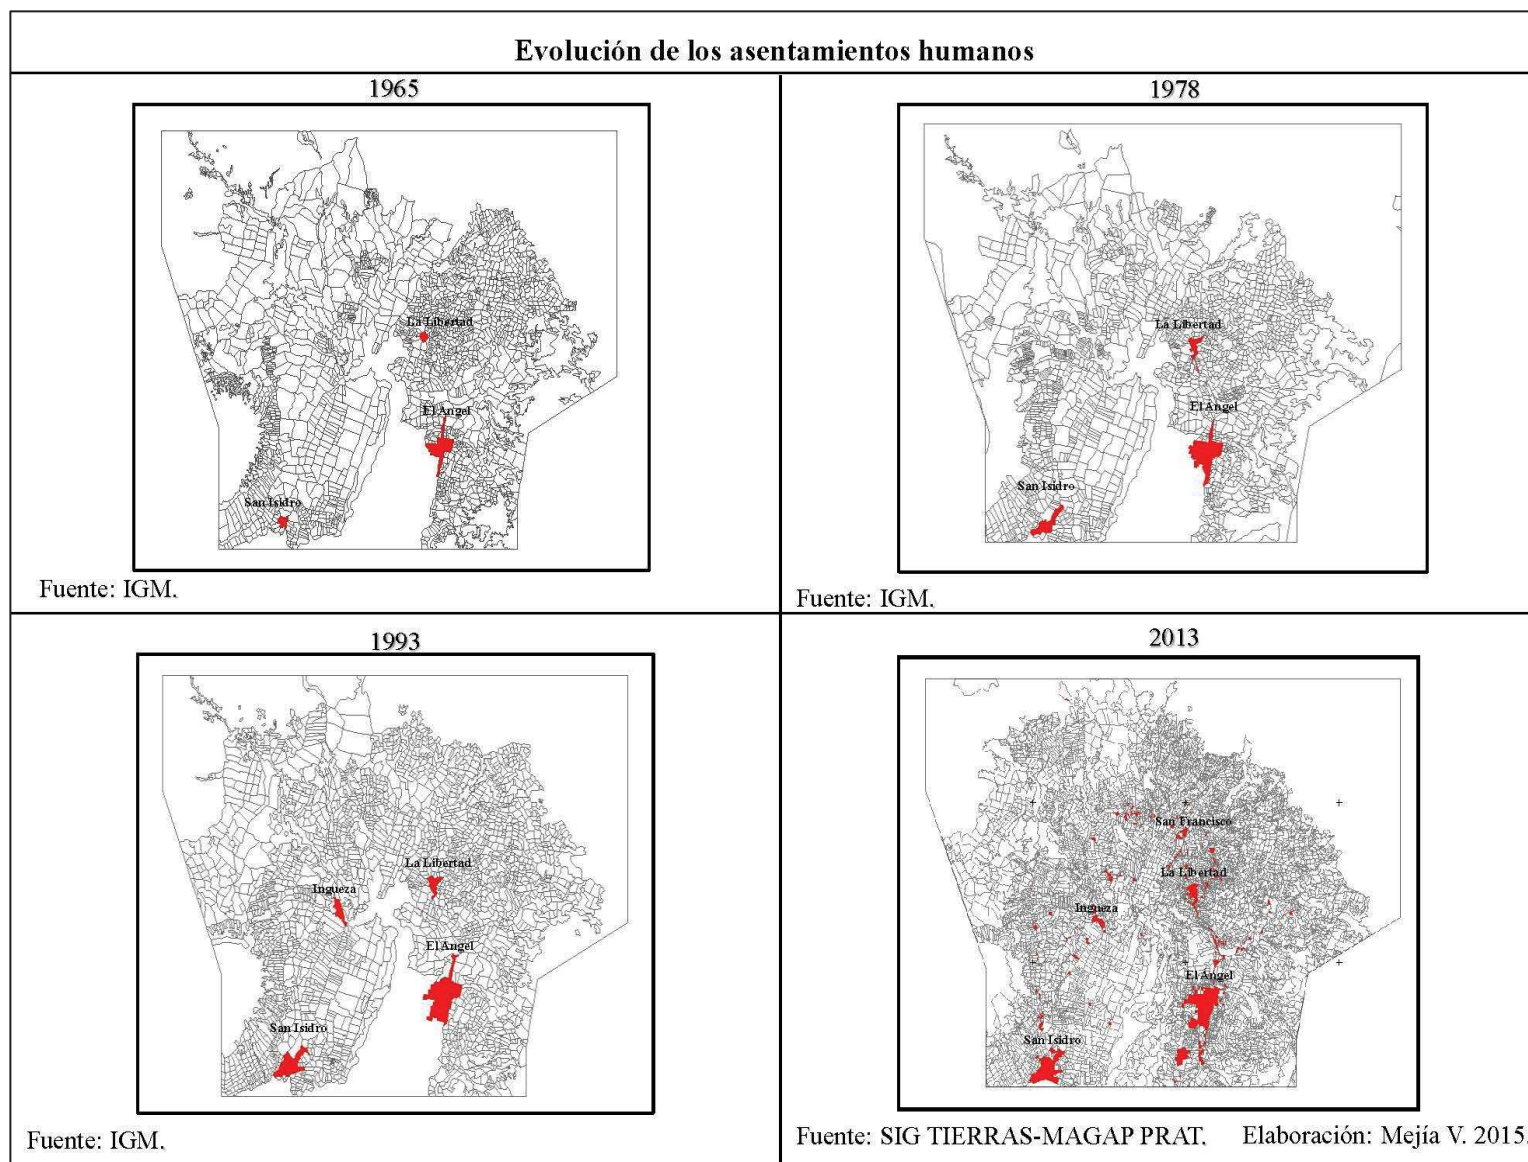 Evolución de los asentamientos humanos
1965
La Libertad
El Angel
San Isidro
Fuente: IGM.
1978
La Libertad
El Angel
San Isidro
Fuente: IGM.
1993
La Libertad
Ingueza
El Angel
San Isidro
Fuente: IGM.
2013
San Francisco
La Libertad
Ingueza
El Ángel
San Isidro
Fuente: SIG TIERRAS-MAGAP PRAT. Elaboración: Mejía V. 2015.